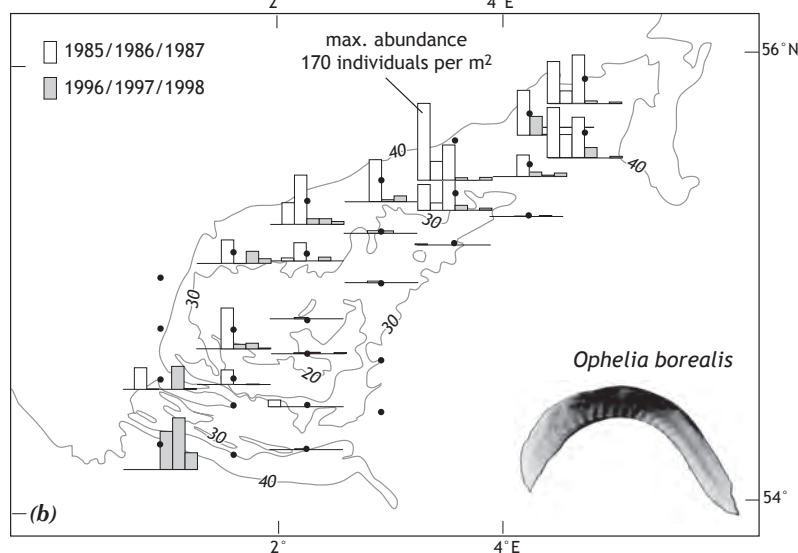 2° 4°E
1985/1986/1987
1996/1997/1998
max. abundance
170 individuals per m²
56°N
40
40
30
30
30
20
Ophelia borealis
30
40
(b)
54°
2° 4°E